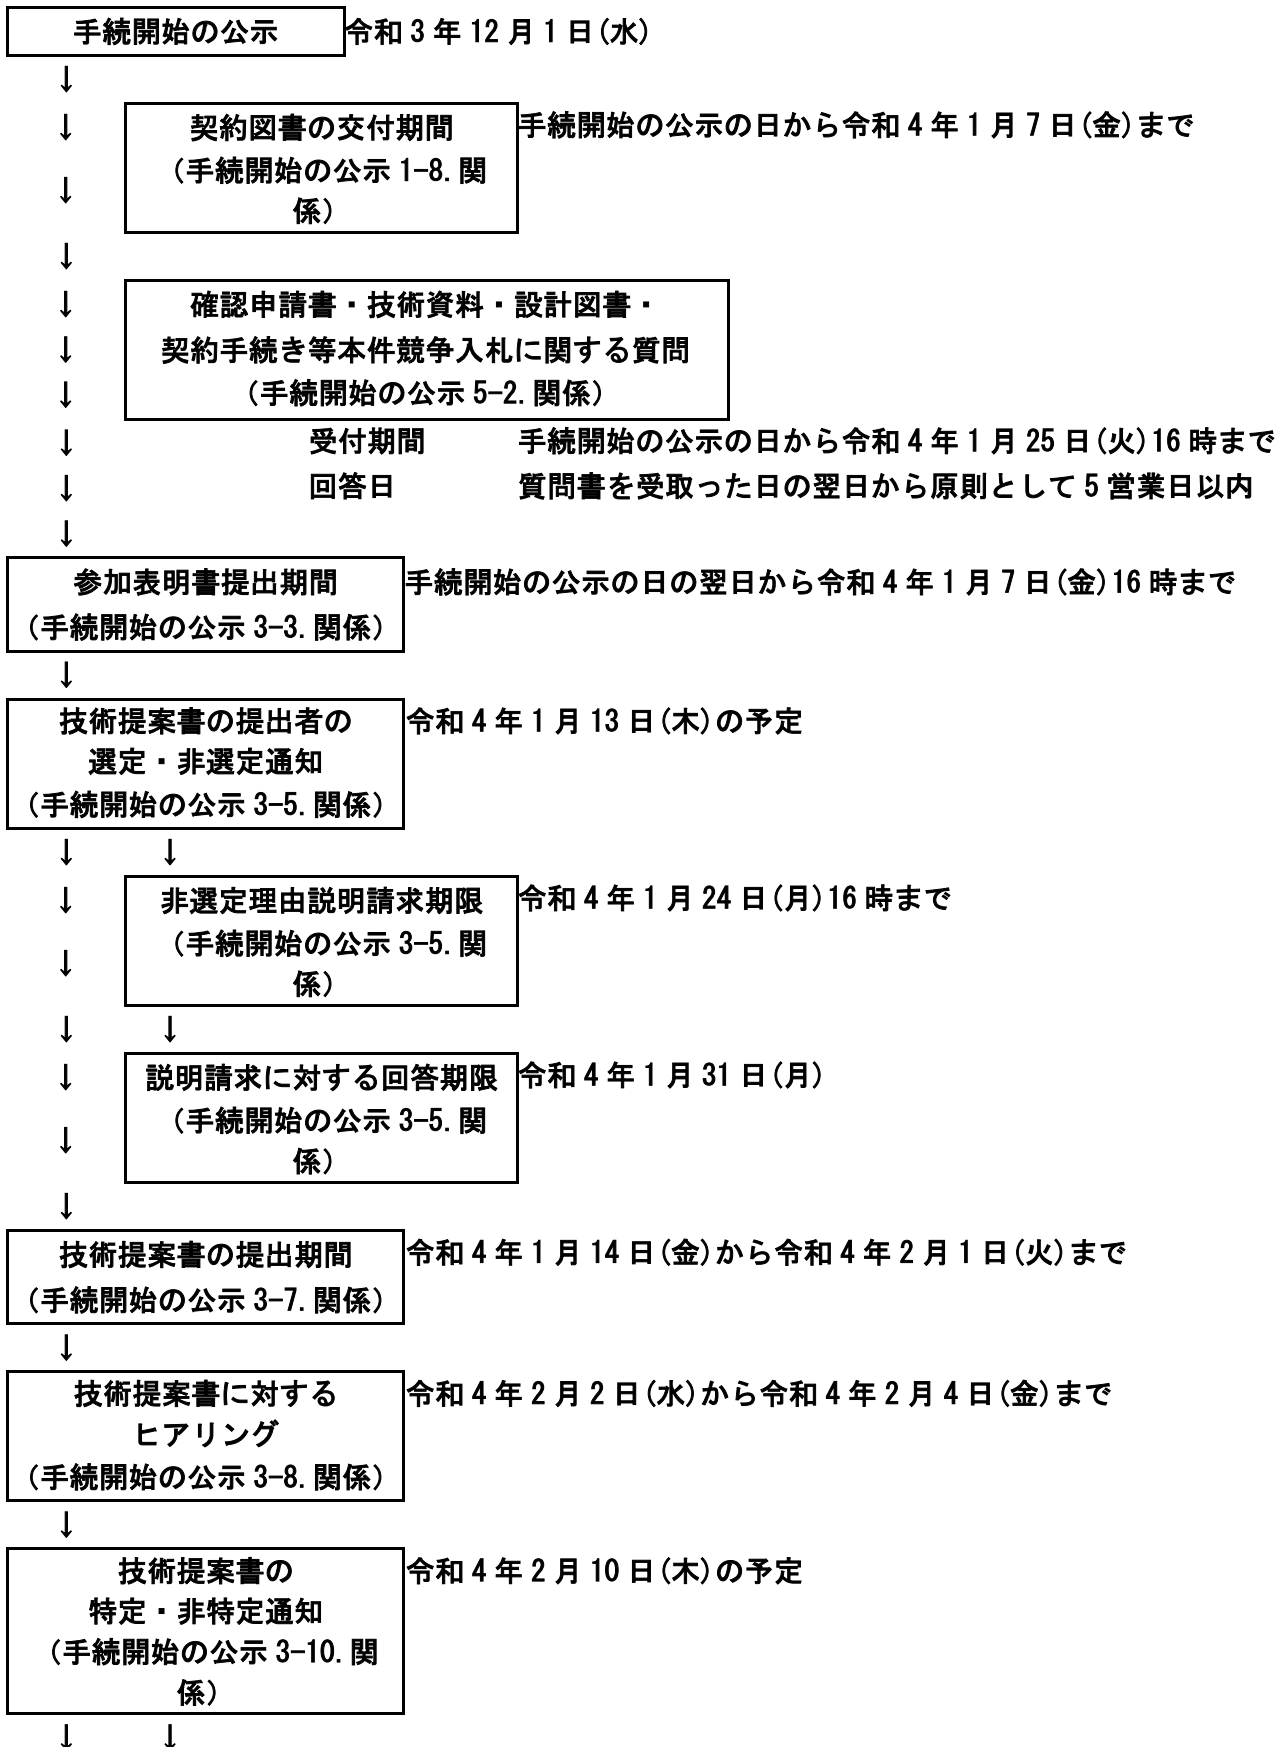 手続開始の公示 令和3年12月1日(水)
↓
↓ 契約図書の交付期間 手続開始の公示の日から令和4年1月7日(金)まで
(手続開始の公示1-8.関
↓
係)
↓
↓ 確認申請書・技術資料・設計図書・
↓ 契約手続き等本件競争入札に関する質問
↓ (手続開始の公示5-2.関係)
↓ 受付期間 手続開始の公示の日から令和4年1月25日(火)16時まで
↓ 回答日 質問書を受取った日の翌日から原則として5営業日以内
↓
参加表明書提出期間 手続開始の公示の日の翌日から令和4年1月7日(金)16時まで
(手続開始の公示3-3.関係)
↓
技術提案書の提出者の 令和4年1月13日(木)の予定
選定・非選定通知
(手続開始の公示3-5.関係)
↓ ↓
↓ 非選定理由説明請求期限 令和4年1月24日(月)16時まで
(手続開始の公示3-5.関
↓
係)
↓ ↓
↓ 説明請求に対する回答期限 令和4年1月31日(月)
(手続開始の公示3-5.関
↓
係)
↓
技術提案書の提出期間 令和4年1月14日(金)から令和4年2月1日(火)まで
(手続開始の公示3-7.関係)
↓
技術提案書に対する 令和4年2月2日(水)から令和4年2月4日(金)まで
ヒアリング
(手続開始の公示3-8.関係)
↓
技術提案書の 令和4年2月10日(木)の予定
特定・非特定通知
(手続開始の公示3-10.関
係)
↓ ↓